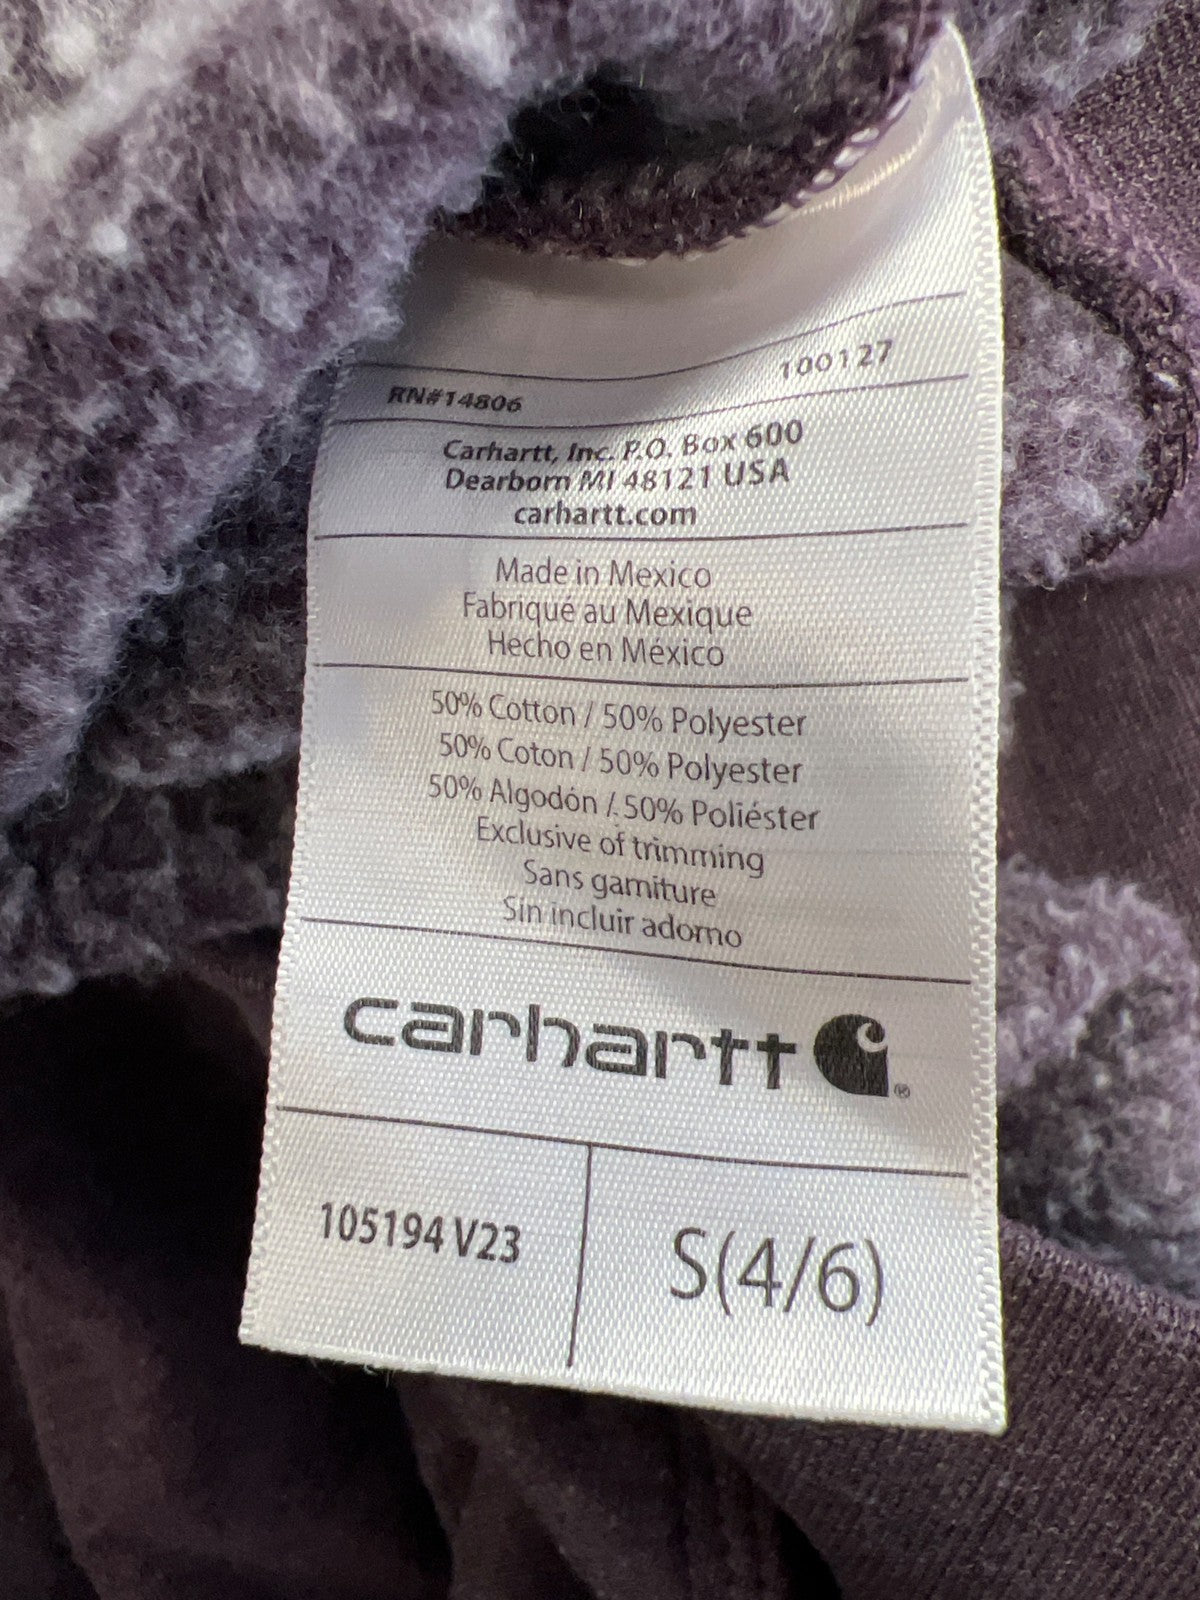 100127
RN#14806
Carhartt, Inc. P.O. Box 600
Dearborn MI 48121 USA
carhartt.com
Made in Mexico
Fabriqué au Mexique
Hecho en México
50% Cotton / 50% Polyester
50% Coton / 50% Polyester
50% Algodón / 50% Poliéster
Exclusive of trimming
Sans garniture
Sin incluir adorno
carhartt ®
105194 V23
S(4/6)